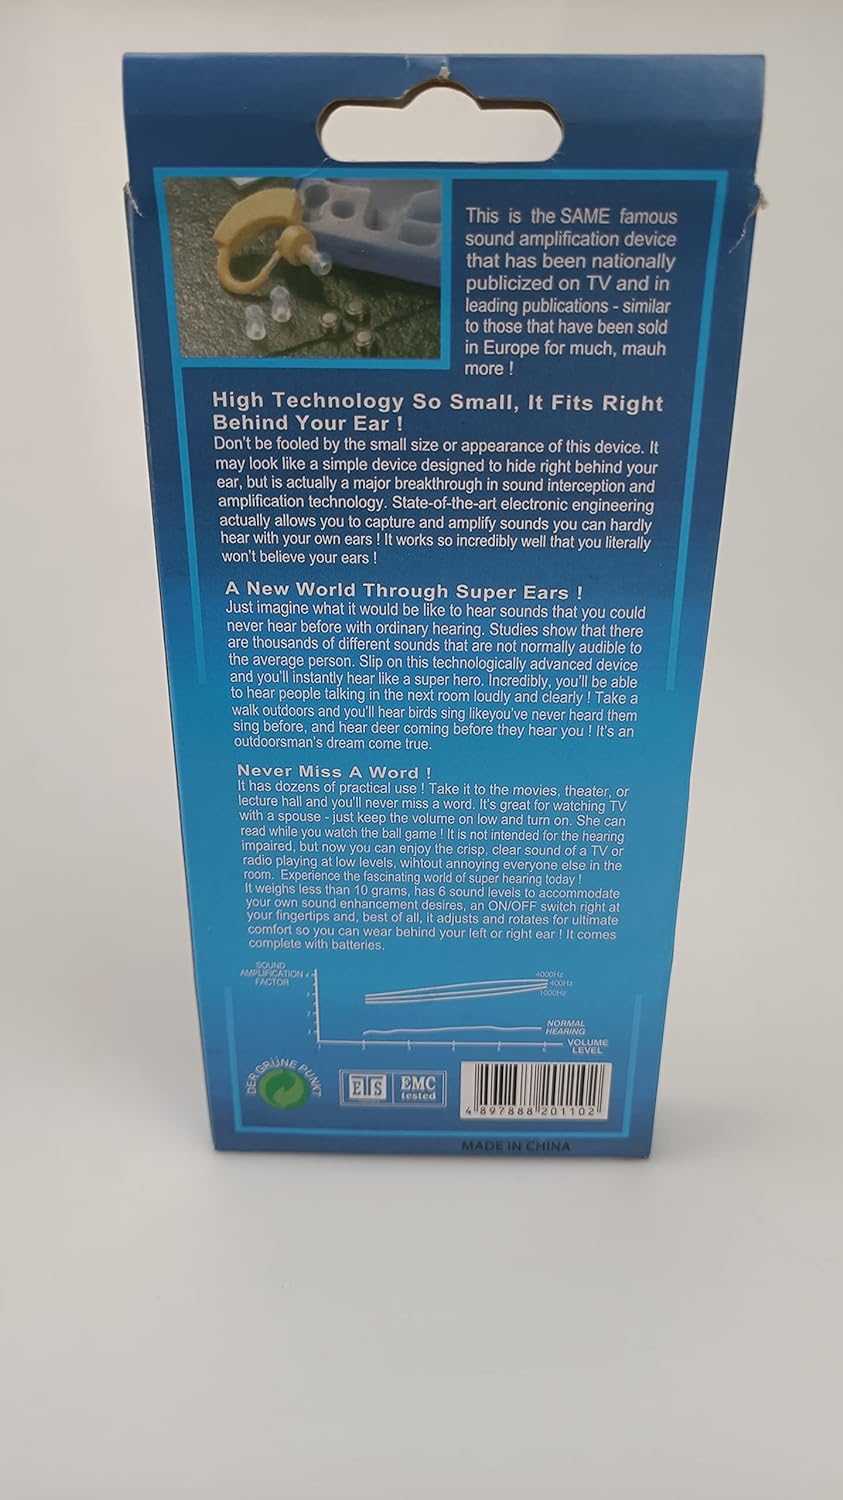 This is the SAME famous
sound amplification device
that has been nationally
publicized on TV and in
leading publications - similar
to those that have been sold
in Europe for much, mauh
more !
High Technology So Small, It Fits Right
Behind Your Ear !
Don't be fooled by the small size or appearance of this device. It
may look like a simple device designed to hide right behind your
ear, but is actually a major breakthrough in sound interception and
amplification technology. State-of-the-art electronic engineering
actually allows you to capture and amplify sounds you can hardly
hear with your own ears ! It works so incredibly well that you literally
won't believe your ears !
A New World Through Super Ears !
Just imagine what it would be like to hear sounds that you could
never hear before with ordinary hearing. Studies show that there
are thousands of different sounds that are not normally audible to
the average person. Slip on this technologically advanced device
and you'll instantly hear like a super hero. Incredibly, you'll be able
to hear people talking in the next room loudly and clearly ! Take a
walk outdoors and you'll hear birds sing likeyou've never heard them
sing before, and hear deer coming before they hear you ! It's an
outdoorsman's dream come true.
Never Miss A Word !
It has dozens of practical use ! Take it to the movies, theater, or
lecture hall and you'll never miss a word. It's great for watching TV
with a spouse - just keep the volume on low and turn on. She can
read while you watch the ball game ! It is not intended for the hearing
impaired, but now you can enjoy the crisp, clear sound of a TV or
radio playing at low levels, wihtout annoying everyone else in the
room. Experience the fascinating world of super hearing today !
It weighs less than 10 grams, has 6 sound levels to accommodate
your own sound enhancement desires, an ON/OFF switch right at
your fingertips and, best of all, it adjusts and rotates for ultimate
comfort so you can wear behind your left or right ear ! It comes
complete with batteries.
SOUND
AMPLIFICATION
FACTOR
4000Hz
400Hz
1000Hz
NORMAL
HEARING
VOLUME
LEVEL
DER GRÜNE PUNKT
ETS
EMC
tested
4 897888 201102
MADE IN CHINA